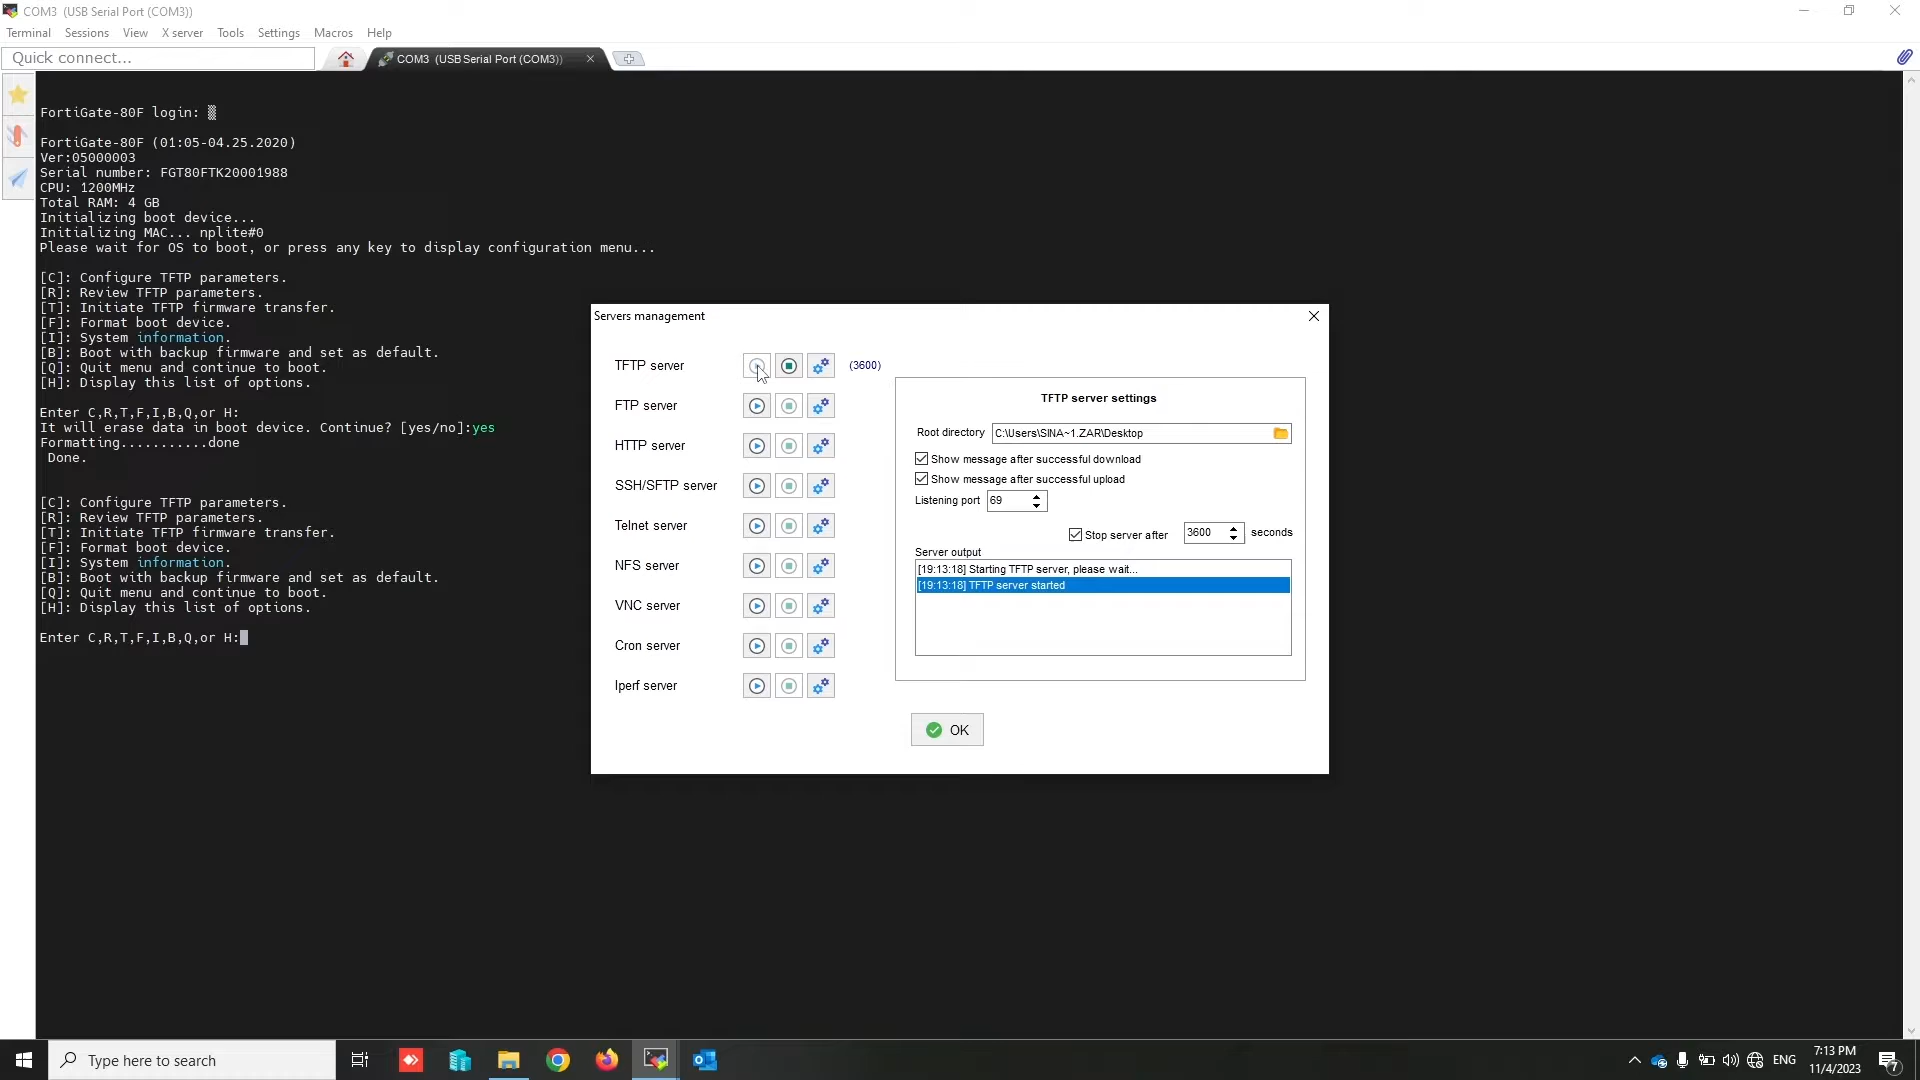 COM3 (USB Serial Port (COM3))
Terminal Sessions View X server Tools Settings Macros Help
Quick connect...
COM3 (USB Serial Port (COM3))
FortiGate-80F login:
FortiGate-80F (01:05-04.25.2020)
Ver:05000003
Serial number: FGT80FTK20001988
CPU: 1200MHz
Total RAM: 4 GB
Initializing boot device...
Initializing MAC... nplite#0
Please wait for OS to boot, or press any key to display configuration menu...
[C]: Configure TFTP parameters.
[R]: Review TFTP parameters.
[T]: Initiate TFTP firmware transfer.
[F]: Format boot device.
[I]: System information.
[B]: Boot with backup firmware and set as default.
[Q]: Quit menu and continue to boot.
[H]: Display this list of options.
Enter C,R,T,F,I,B,Q,or H:
It will erase data in boot device. Continue? [yes/no]:yes
Formatting...........done
Done.
[C]: Configure TFTP parameters.
[R]: Review TFTP parameters.
[T]: Initiate TFTP firmware transfer.
[F]: Format boot device.
[I]: System information.
[B]: Boot with backup firmware and set as default.
[Q]: Quit menu and continue to boot.
[H]: Display this list of options.
Enter C,R,T,F,I,B,Q,or H:
Servers management
TFTP server (3600)
FTP server
HTTP server
SSH/SFTP server
Telnet server
NFS server
VNC server
Cron server
Iperf server
TFTP server settings
Root directory C:\Users\SINA~1.ZAR\Desktop
Show message after successful download
Show message after successful upload
Listening port 69
Stop server after 3600 seconds
Server output
[19:13:18] Starting TFTP server, please wait...
[19:13:18] TFTP server started
OK
Type here to search
ENG
7:13 PM
11/4/2023
7